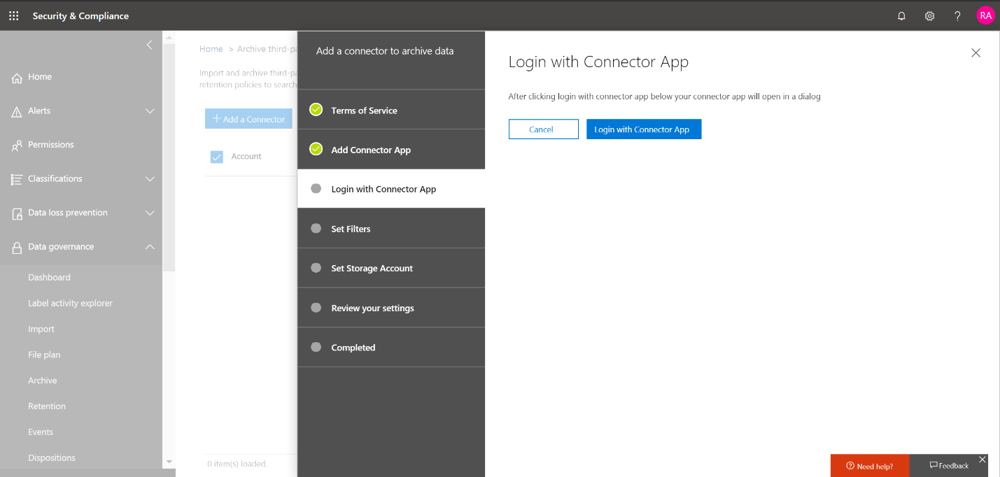 Security & Compliance
RA
Home
Alerts
Permissions
Classifications
Data loss prevention
Data governance
Dashboard
Label activity explorer
Import
File plan
Archive
Retention
Events
Dispositions
Home > Archive third-pa
Import and archive third-pa
retention policies to search
+ Add a Connector
Account
0 item(s) loaded.
Add a connector to archive data
Terms of Service
Add Connector App
Login with Connector App
Set Filters
Set Storage Account
Review your settings
Completed
Login with Connector App
After clicking login with connector app below your connector app will open in a dialog
Cancel
Login with Connector App
Need help?
Feedback